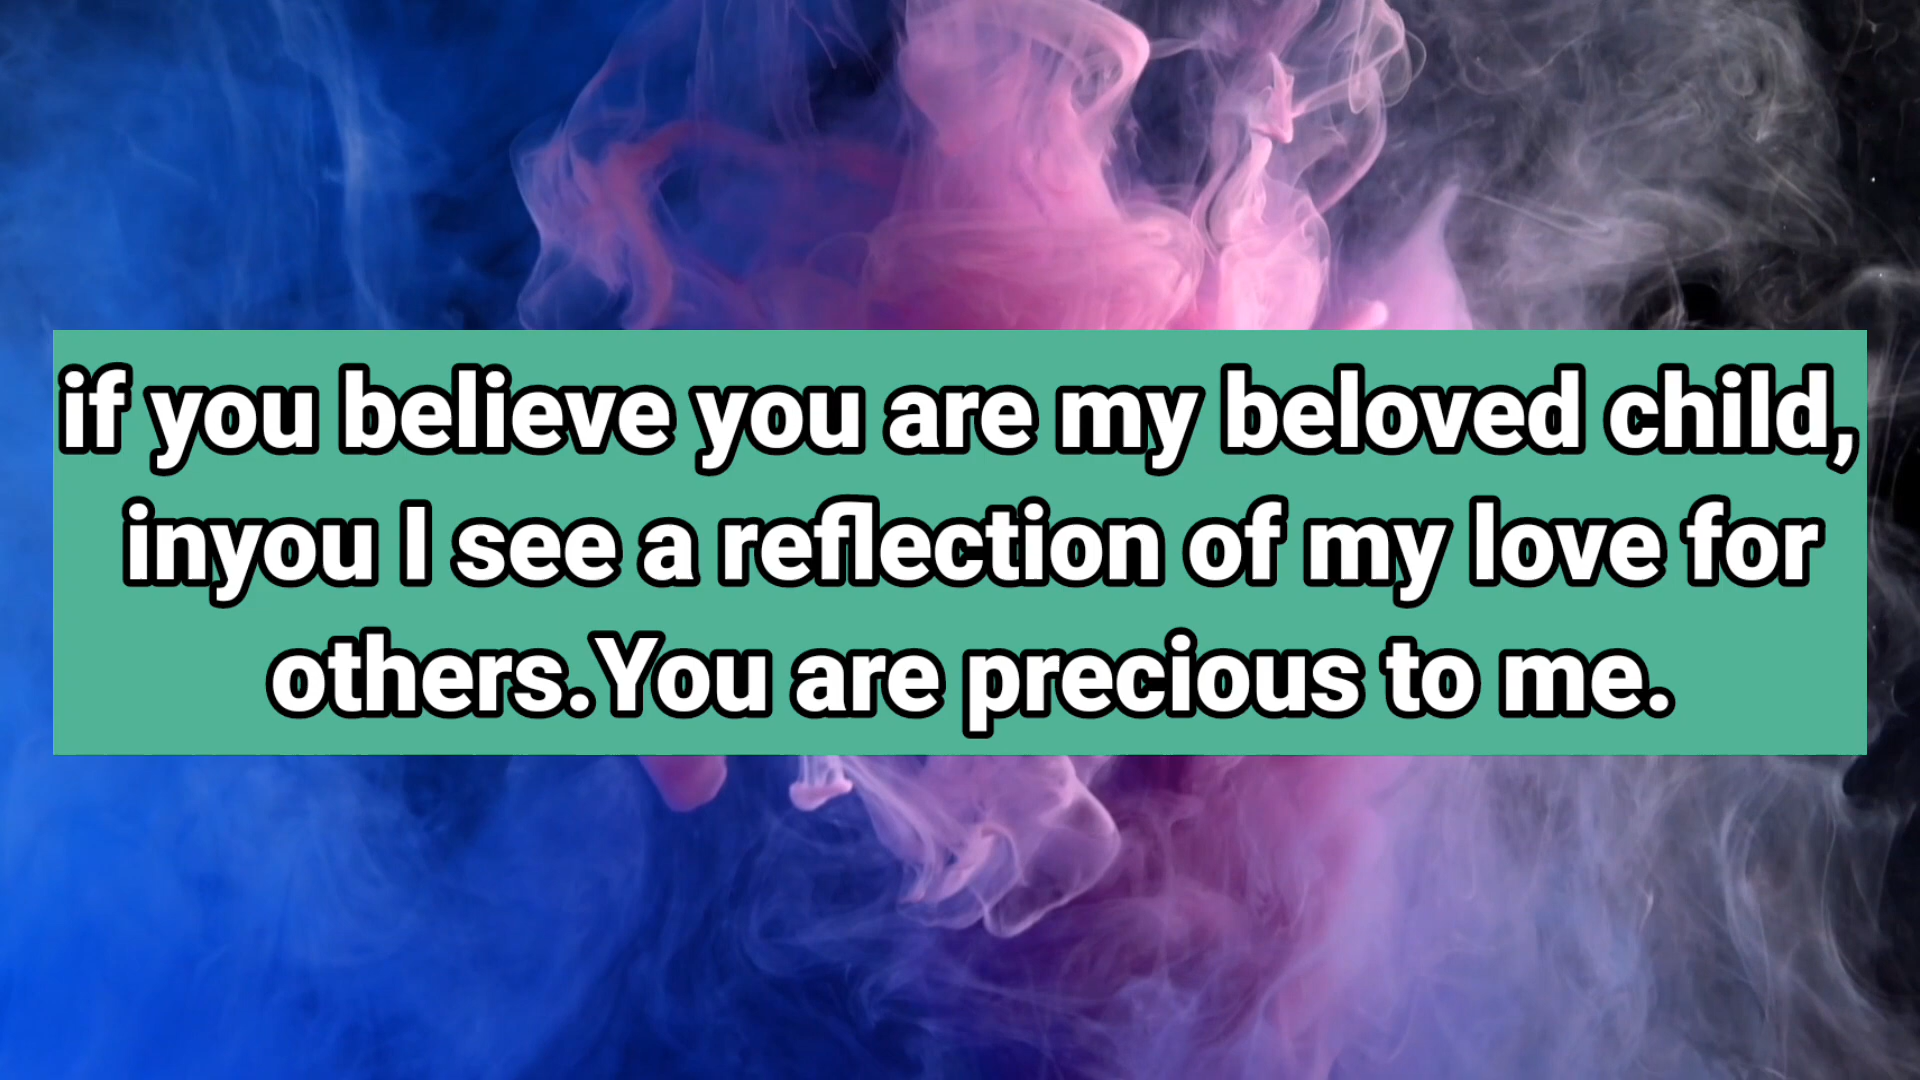 if you believe you are my beloved child,
inyou I see a reflection of my love for
others.You are precious to me.